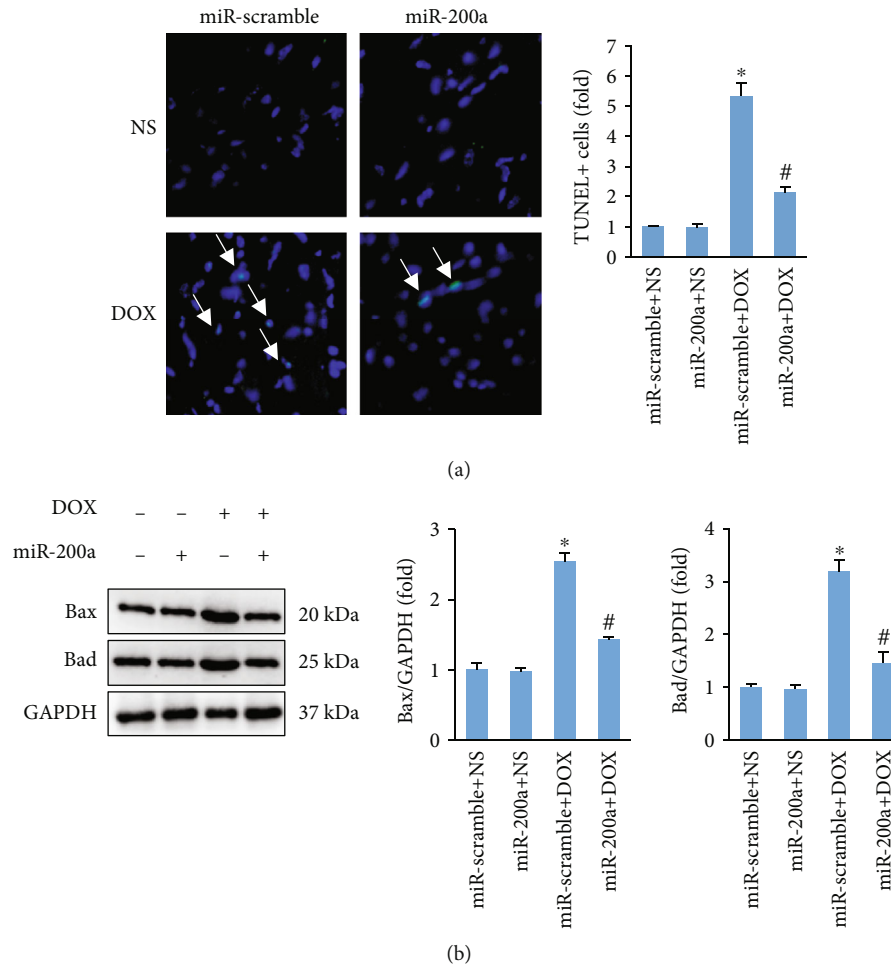 miR-scramble miR-200a
NS
DOX
TUNEL+ cells (fold)
7
6
5
4
3
2
1
0
*
#
miR-scramble+NS
miR-200a+NS
miR-scramble+DOX
miR-200a+DOX
(a)
DOX – – + +
miR-200a – + – +
Bax 20 kDa
Bad 25 kDa
GAPDH 37 kDa
Bax/GAPDH (fold)
3
2
1
0
*
#
miR-scramble+NS
miR-200a+NS
miR-scramble+DOX
miR-200a+DOX
Bad/GAPDH (fold)
4
3
2
1
0
*
#
miR-scramble+NS
miR-200a+NS
miR-scramble+DOX
miR-200a+DOX
(b)